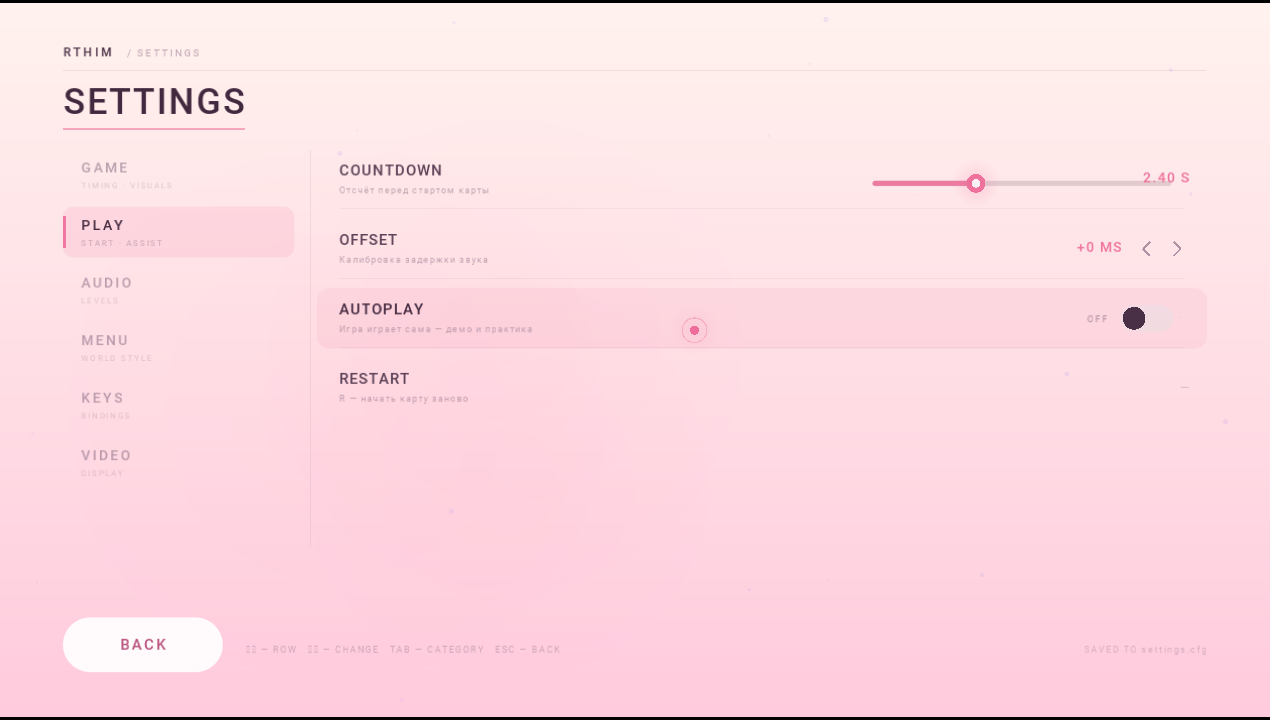 RTHIM / SETTINGS
SETTINGS
GAME
TIMING · VISUALS
PLAY
START · ASSIST
AUDIO
LEVELS
MENU
WORLD STYLE
KEYS
BINDINGS
VIDEO
DISPLAY
COUNTDOWN
Отсчёт перед стартом карты
2.40 S
OFFSET
Калибровка задержки звука
+0 MS
AUTOPLAY
Игра играет сама — демо и практика
OFF
RESTART
R — начать карту заново
—
BACK
▯▯ — ROW ▯▯ — CHANGE TAB — CATEGORY ESC — BACK
SAVED TO settings.cfg